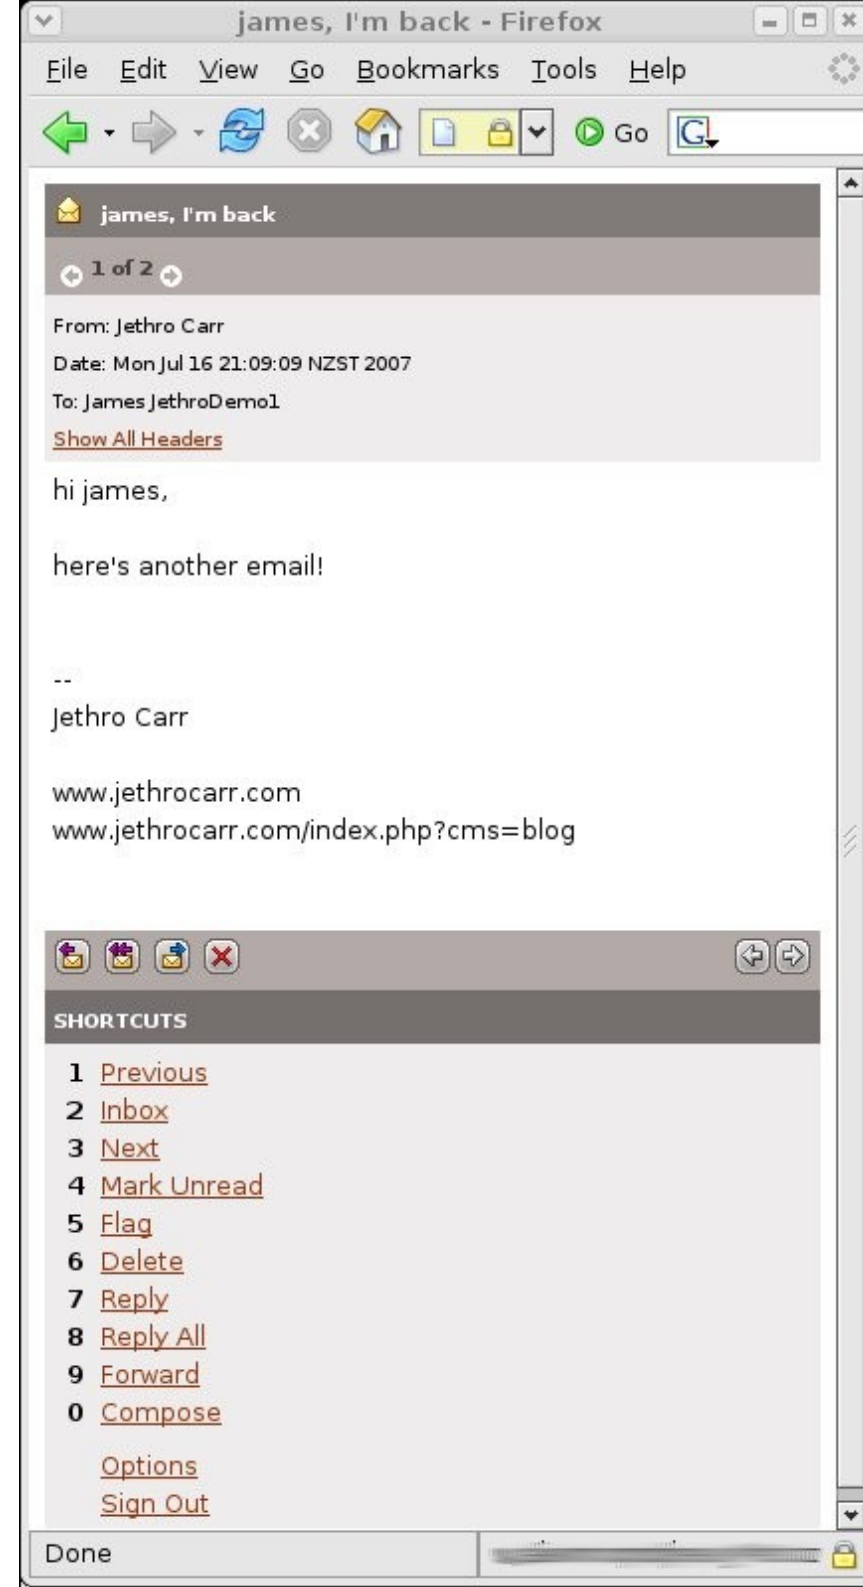 james, I'm back - Firefox
File Edit View Go Bookmarks Tools Help
Go G
james, I'm back
1 of 2
From: Jethro Carr
Date: Mon Jul 16 21:09:09 NZST 2007
To: James JethroDemo1
Show All Headers
hi james,
here's another email!
--
Jethro Carr
www.jethrocarr.com
www.jethrocarr.com/index.php?cms=blog
SHORTCUTS
1 Previous
2 Inbox
3 Next
4 Mark Unread
5 Flag
6 Delete
7 Reply
8 Reply All
9 Forward
0 Compose
Options
Sign Out
Done